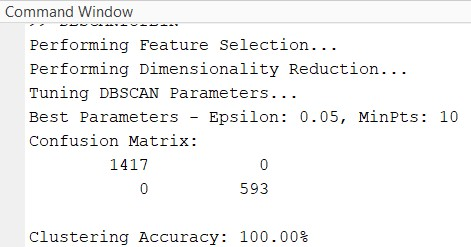 Command Window
Performing Feature Selection...
Performing Dimensionality Reduction...
Tuning DBSCAN Parameters...
Best Parameters - Epsilon: 0.05, MinPts: 10
Confusion Matrix:
1417 0
0 593
Clustering Accuracy: 100.00%